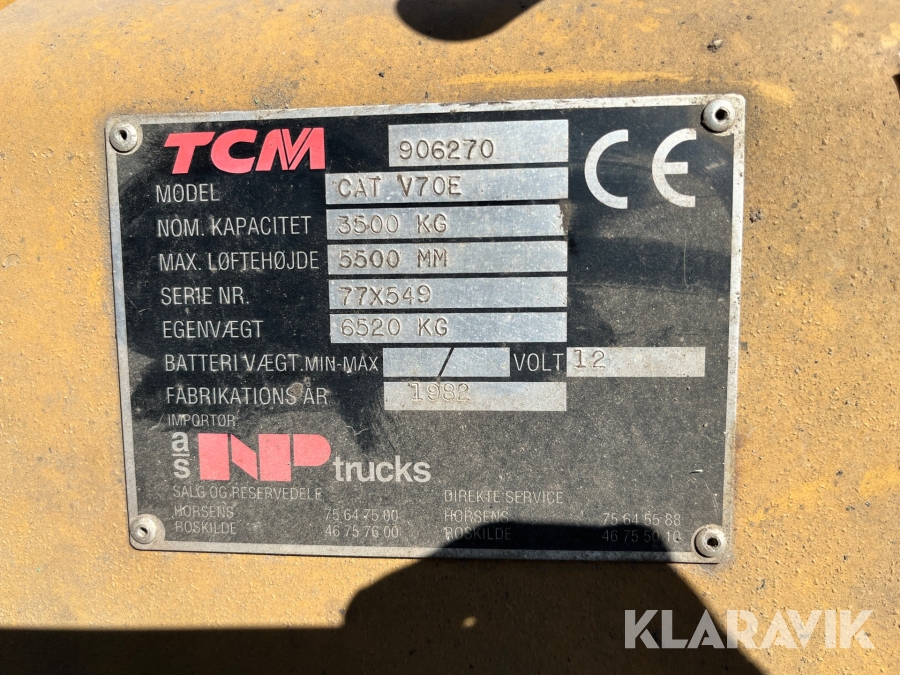 TCM 906270 CE
MODEL CAT V70E
NOM. KAPACITET 3500 KG
MAX. LØFTEHØJDE 5500 MM
SERIE NR. 77X549
EGENVÆGT 6520 KG
BATTERI VÆGT. MIN-MAX / VOLT 12
FABRIKATIONS ÅR 1982
IMPORTØR
a/s INP trucks
SALG OG RESERVEDELE DIREKTE SERVICE
HORSENS 75 64 75 00 HORSENS 75 64 55 88
ROSKILDE 46 75 76 00 ROSKILDE 46 75 50 10
KLARAVIK